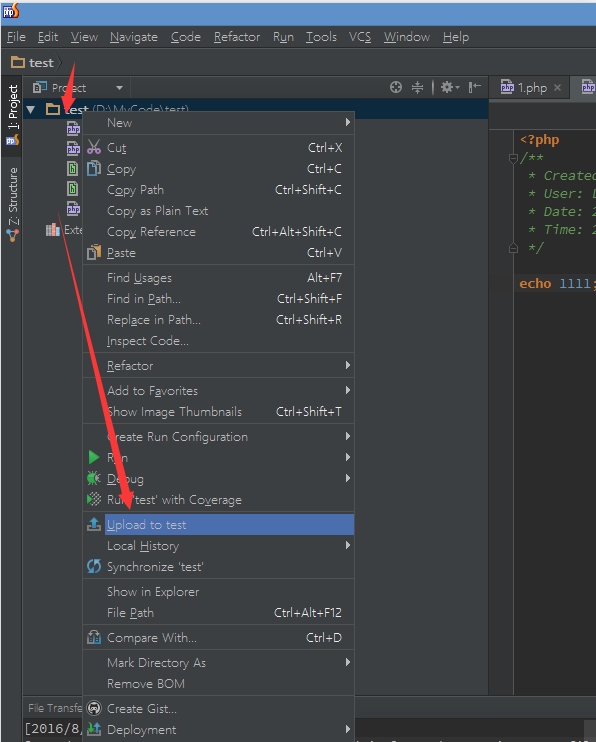 php
File Edit View Navigate Code Refactor Run Tools VCS Window Help
test
1: Project
Z: Structure
Project
1.php
php
test (D:\MyCode\test)
New
Cut Ctrl+X
Copy Ctrl+C
Copy Path Ctrl+Shift+C
Copy as Plain Text
Copy Reference Ctrl+Alt+Shift+C
Paste Ctrl+V
Find Usages Alt+F7
Find in Path... Ctrl+Shift+F
Replace in Path... Ctrl+Shift+R
Inspect Code...
Refactor
Add to Favorites
Show Image Thumbnails Ctrl+Shift+T
Create Run Configuration
Run
Debug
Run 'test' with Coverage
Upload to test
Local History
Synchronize 'test'
Show in Explorer
File Path Ctrl+Alt+F12
Compare With... Ctrl+D
Mark Directory As
Remove BOM
Create Gist...
Deployment
Exte
<?php
/**
* Created
* User: U
* Date: 2
* Time: 2
*/
echo 1111;
File Transfe
[2016/8/